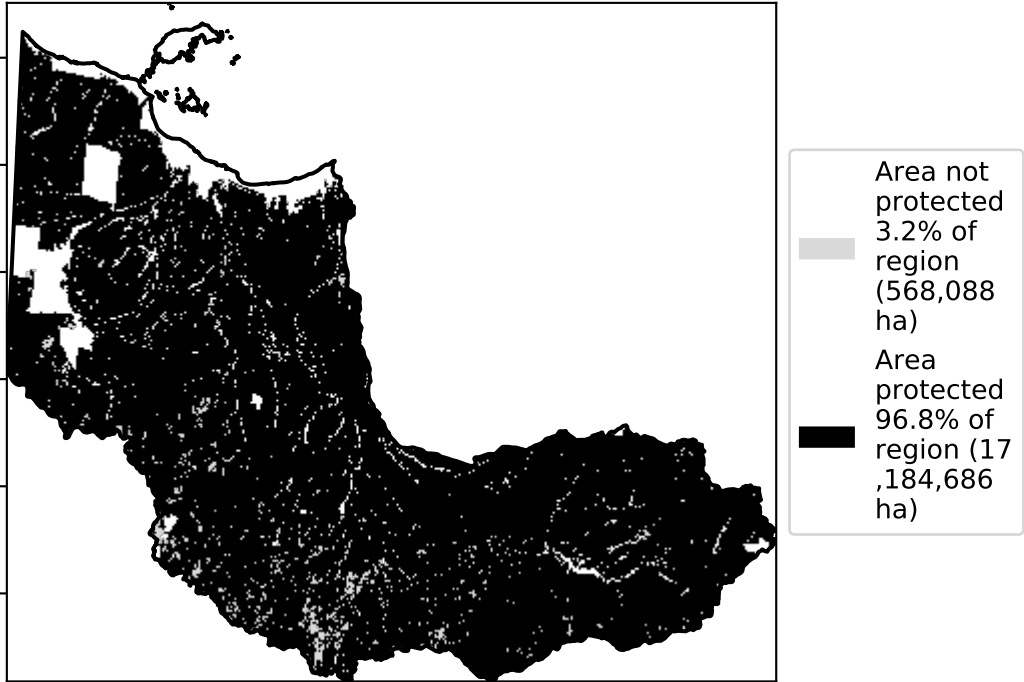 Area not
protected
3.2% of
region
(568,088
ha)
Area
protected
96.8% of
region (17
,184,686
ha)